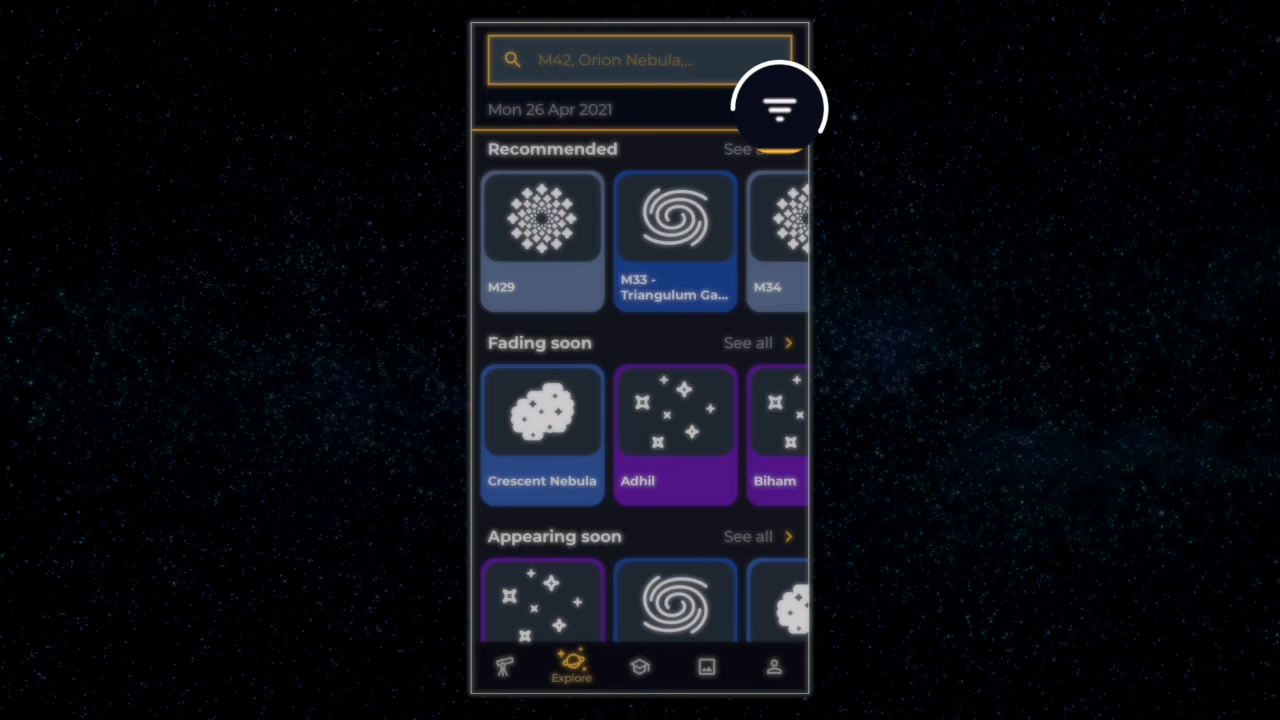 M42, Orion Nebula,...
Mon 26 Apr 2021
Recommended
See
M29
M33 -
Triangulum Ga...
M34
Fading soon
See all
Crescent Nebula
Adhil
Biham
Appearing soon
See all
Explore